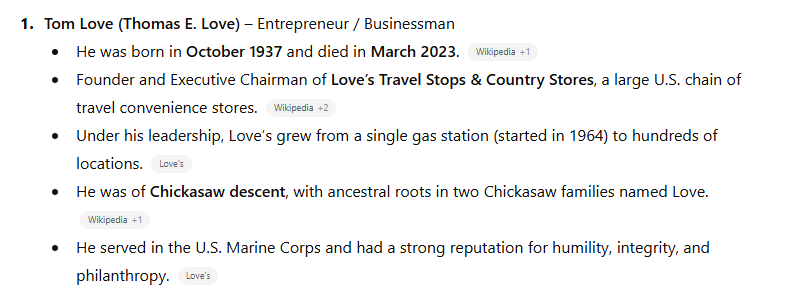 1. Tom Love (Thomas E. Love) – Entrepreneur / Businessman
• He was born in October 1937 and died in March 2023. Wikipedia +1
• Founder and Executive Chairman of Love’s Travel Stops & Country Stores, a large U.S. chain of
travel convenience stores. Wikipedia +2
• Under his leadership, Love’s grew from a single gas station (started in 1964) to hundreds of
locations. Love's
• He was of Chickasaw descent, with ancestral roots in two Chickasaw families named Love.
Wikipedia +1
• He served in the U.S. Marine Corps and had a strong reputation for humility, integrity, and
philanthropy. Love's